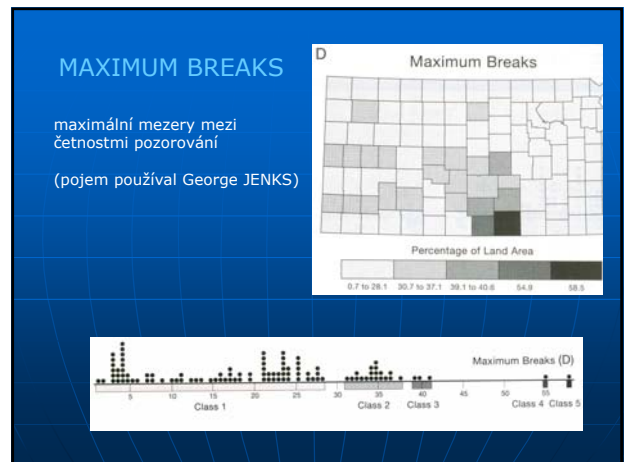 MAXIMUM BREAKS
maximální mezery mezi
četnostmi pozorování
(pojem používal George JENKS)
D
Maximum Breaks
Percentage of Land Area
0.7 to 28.1 30.7 to 37.1 39.1 to 40.6 54.9 58.5
Maximum Breaks (D)
5 10 15 20 25 30 35 40 45 50 55
Class 1 Class 2 Class 3 Class 4 Class 5